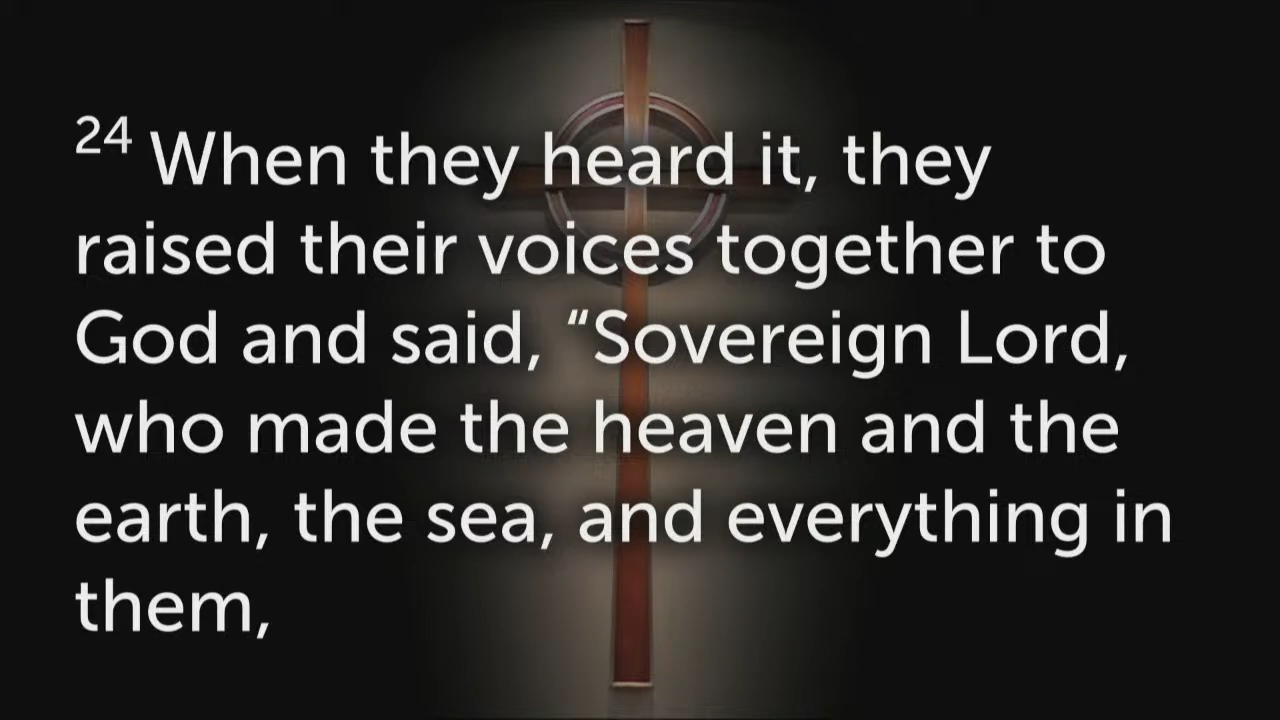 24 When they heard it, they
raised their voices together to
God and said, “Sovereign Lord,
who made the heaven and the
earth, the sea, and everything in
them,